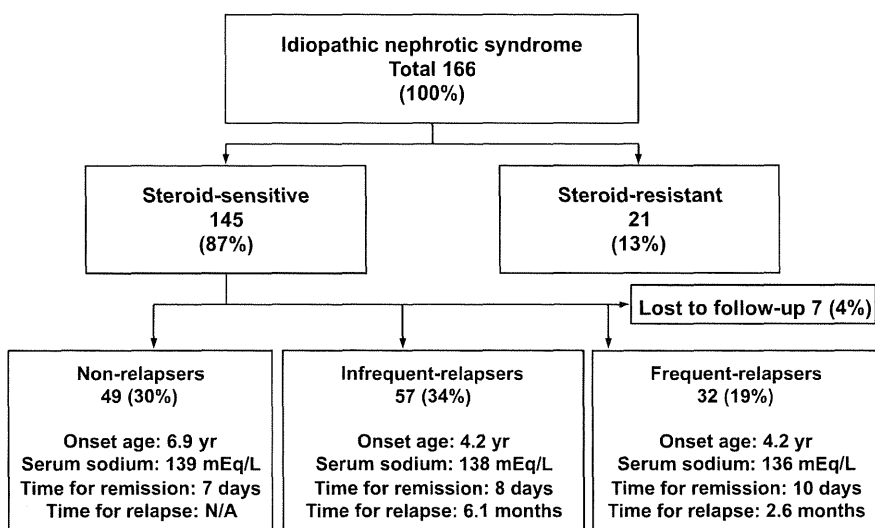 Idiopathic nephrotic syndrome
Total 166
(100%)
Steroid-sensitive
145
(87%)
Steroid-resistant
21
(13%)
Lost to follow-up 7 (4%)
Non-relapsers
49 (30%)
Onset age: 6.9 yr
Serum sodium: 139 mEq/L
Time for remission: 7 days
Time for relapse: N/A
Infrequent-relapsers
57 (34%)
Onset age: 4.2 yr
Serum sodium: 138 mEq/L
Time for remission: 8 days
Time for relapse: 6.1 months
Frequent-relapsers
32 (19%)
Onset age: 4.2 yr
Serum sodium: 136 mEq/L
Time for remission: 10 days
Time for relapse: 2.6 months